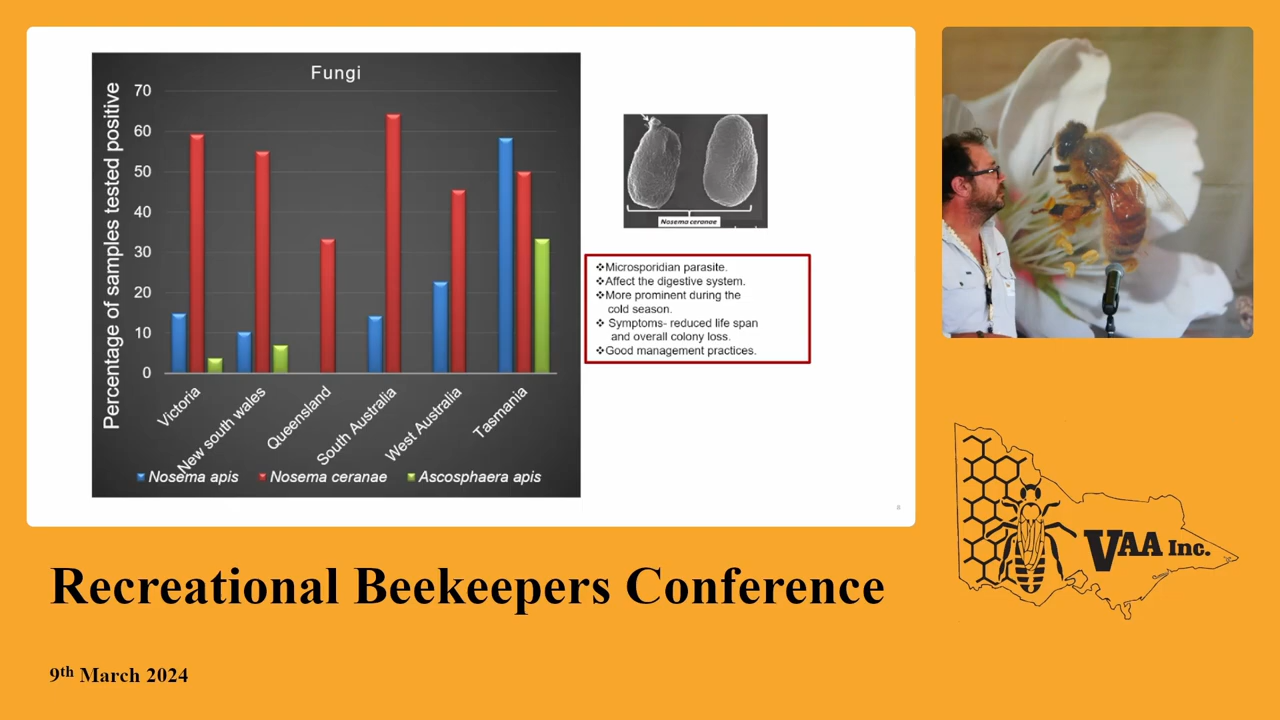 Fungi
Percentage of samples tested positive
70
60
50
40
30
20
10
0
Victoria
New south wales
Queensland
South Australia
West Australia
Tasmania
Nosema apis
Nosema ceranae
Ascosphaera apis
Nosema ceranae
❖Microsporidian parasite.
❖Affect the digestive system.
❖More prominent during the
cold season.
❖ Symptoms- reduced life span
and overall colony loss.
❖Good management practices.
8
VAA Inc.
Recreational Beekeepers Conference
9th March 2024